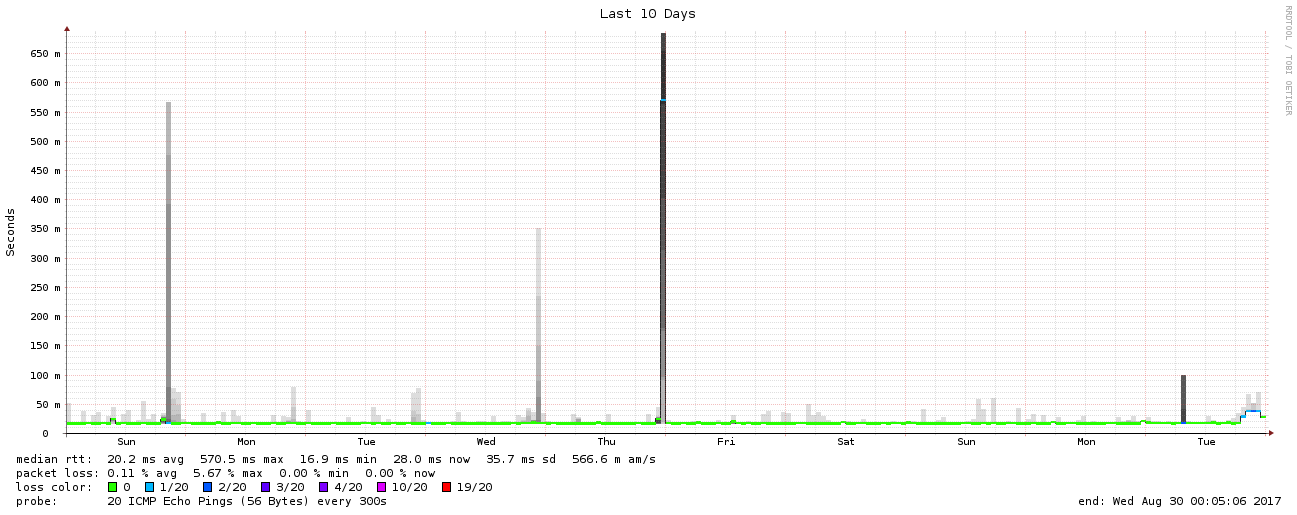 Last 10 Days
RRDTOOL / TOBI OETIKER
Seconds
650 m
600 m
550 m
500 m
450 m
400 m
350 m
300 m
250 m
200 m
150 m
100 m
50 m
0
Sun Mon Tue Wed Thu Fri Sat Sun Mon Tue
median rtt: 20.2 ms avg 570.5 ms max 16.9 ms min 28.0 ms now 35.7 ms sd 566.6 m am/s
packet loss: 0.11 % avg 5.67 % max 0.00 % min 0.00 % now
loss color: 0 1/20 2/20 3/20 4/20 10/20 19/20
probe: 20 ICMP Echo Pings (56 Bytes) every 300s end: Wed Aug 30 00:05:06 2017